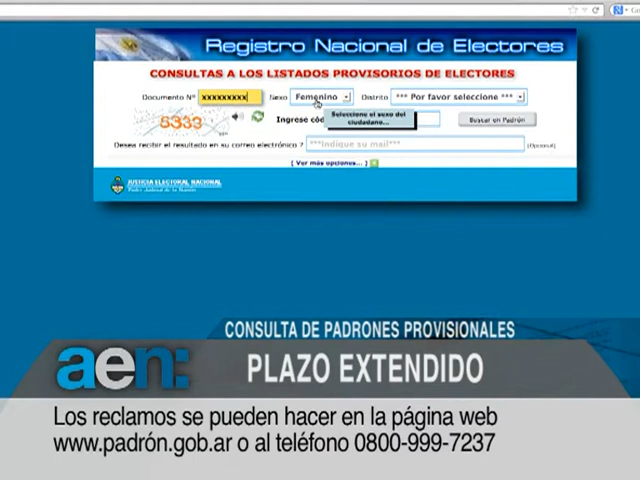 Registro Nacional de Electores
CONSULTAS A LOS LISTADOS PROVISORIOS DE ELECTORES
Documento Nº xxxxxxxxx Sexo Femenino Distrito *** Por favor seleccione ***
5333 Ingrese Seleccione el sexo del ciudadano... Buscar en Padrón
Desea recibir el resultado en su correo electrónico ? ***Indique su mail*** (Opcional)
[ Ver más opciones... ]
JUSTICIA ELECTORAL NACIONAL
CONSULTA DE PADRONES PROVISIONALES
aen: PLAZO EXTENDIDO
Los reclamos se pueden hacer en la página web
www.padrón.gob.ar o al teléfono 0800-999-7237